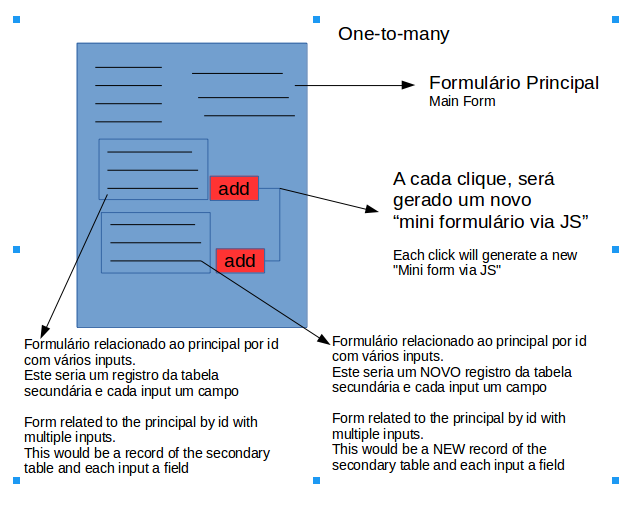 One-to-many
Formulário Principal
Main Form
A cada clique, será
gerado um novo
“mini formulário via JS”
Each click will generate a new
"Mini form via JS"
add
add
Formulário relacionado ao principal por id
com vários inputs.
Este seria um registro da tabela
secundária e cada input um campo
Form related to the principal by id with
multiple inputs.
This would be a record of the secondary
table and each input a field
Formulário relacionado ao principal por id
com vários inputs.
Este seria um NOVO registro da tabela
secundária e cada input um campo
Form related to the principal by id with
multiple inputs.
This would be a NEW record of the
secondary table and each input a field